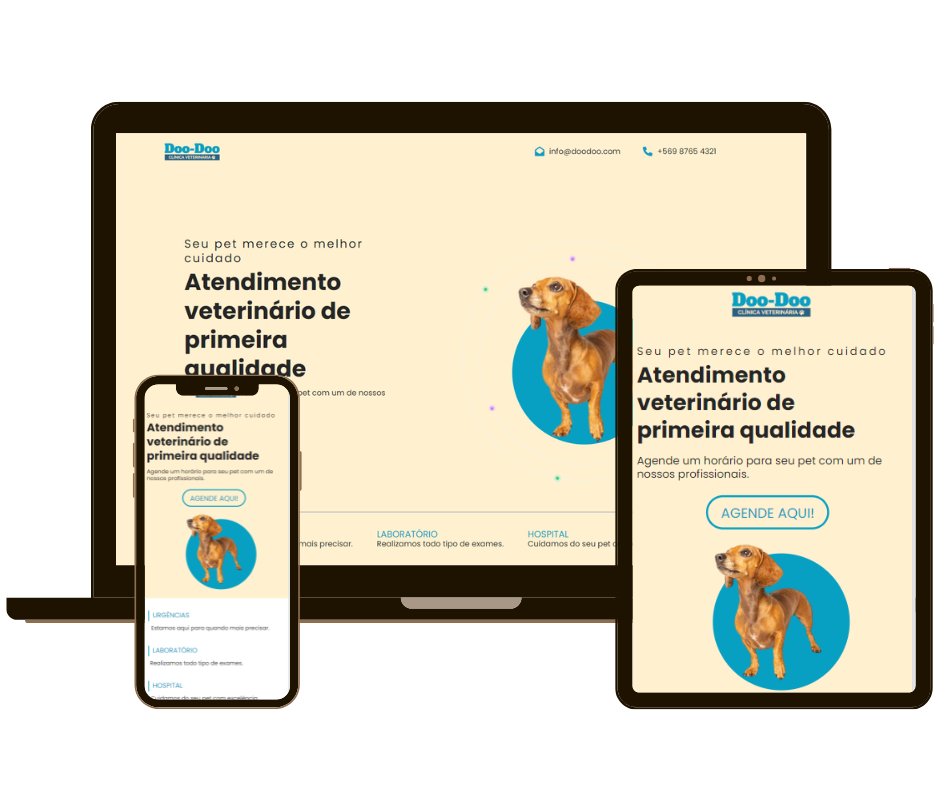 Doo-Doo
CLÍNICA VETERINÁRIA
info@doodoo.com
+569 8765 4321
Seu pet merece o melhor
cuidado
Atendimento
veterinário de
primeira
qualidade
pet com um de nossos
mais precisar.
LABORATÓRIO
Realizamos todo tipo de exames.
HOSPITAL
Cuidamos do seu pet c
Seu pet merece o melhor cuidado
Atendimento
veterinário de
primeira qualidade
Agende um horário para seu pet com um de
nossos profissionais.
AGENDE AQUI!
URGÊNCIAS
Estamos aqui para quando mais precisar.
LABORATÓRIO
Realizamos todo tipo de exames.
HOSPITAL
Cuidamos do seu pet com excelência
Doo-Doo
CLÍNICA VETERINÁRIA
Seu pet merece o melhor cuidado
Atendimento
veterinário de
primeira qualidade
Agende um horário para seu pet com um de
nossos profissionais.
AGENDE AQUI!